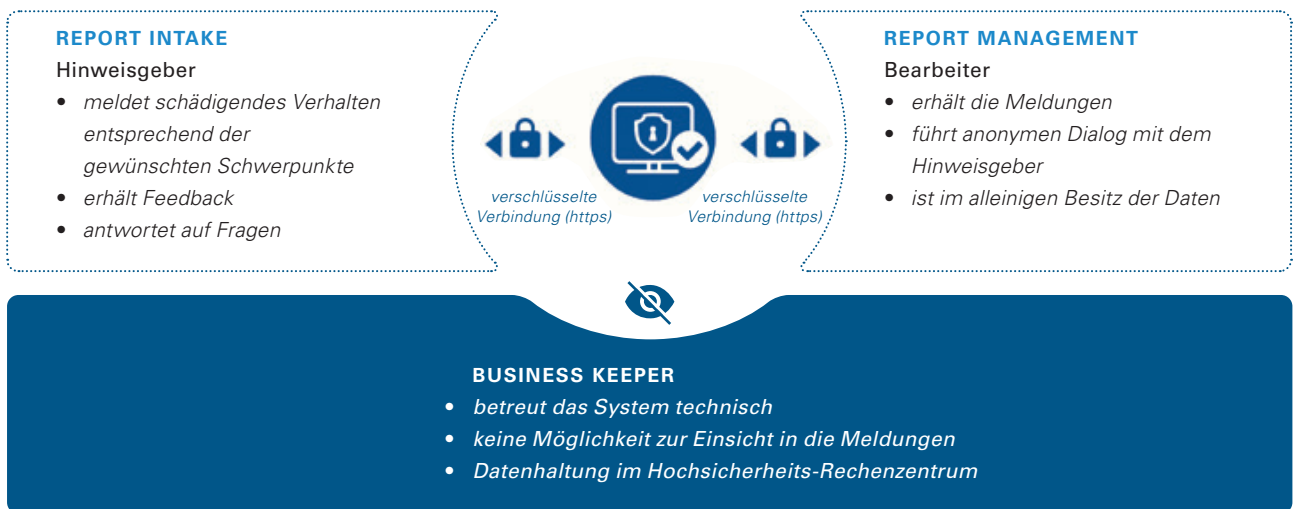 REPORT INTAKE
Hinweisgeber
• meldet schädigendes Verhalten
entsprechend der
gewünschten Schwerpunkte
• erhält Feedback
• antwortet auf Fragen
verschlüsselte
Verbindung (https)
verschlüsselte
Verbindung (https)
REPORT MANAGEMENT
Bearbeiter
• erhält die Meldungen
• führt anonymen Dialog mit dem
Hinweisgeber
• ist im alleinigen Besitz der Daten
BUSINESS KEEPER
• betreut das System technisch
• keine Möglichkeit zur Einsicht in die Meldungen
• Datenhaltung im Hochsicherheits-Rechenzentrum